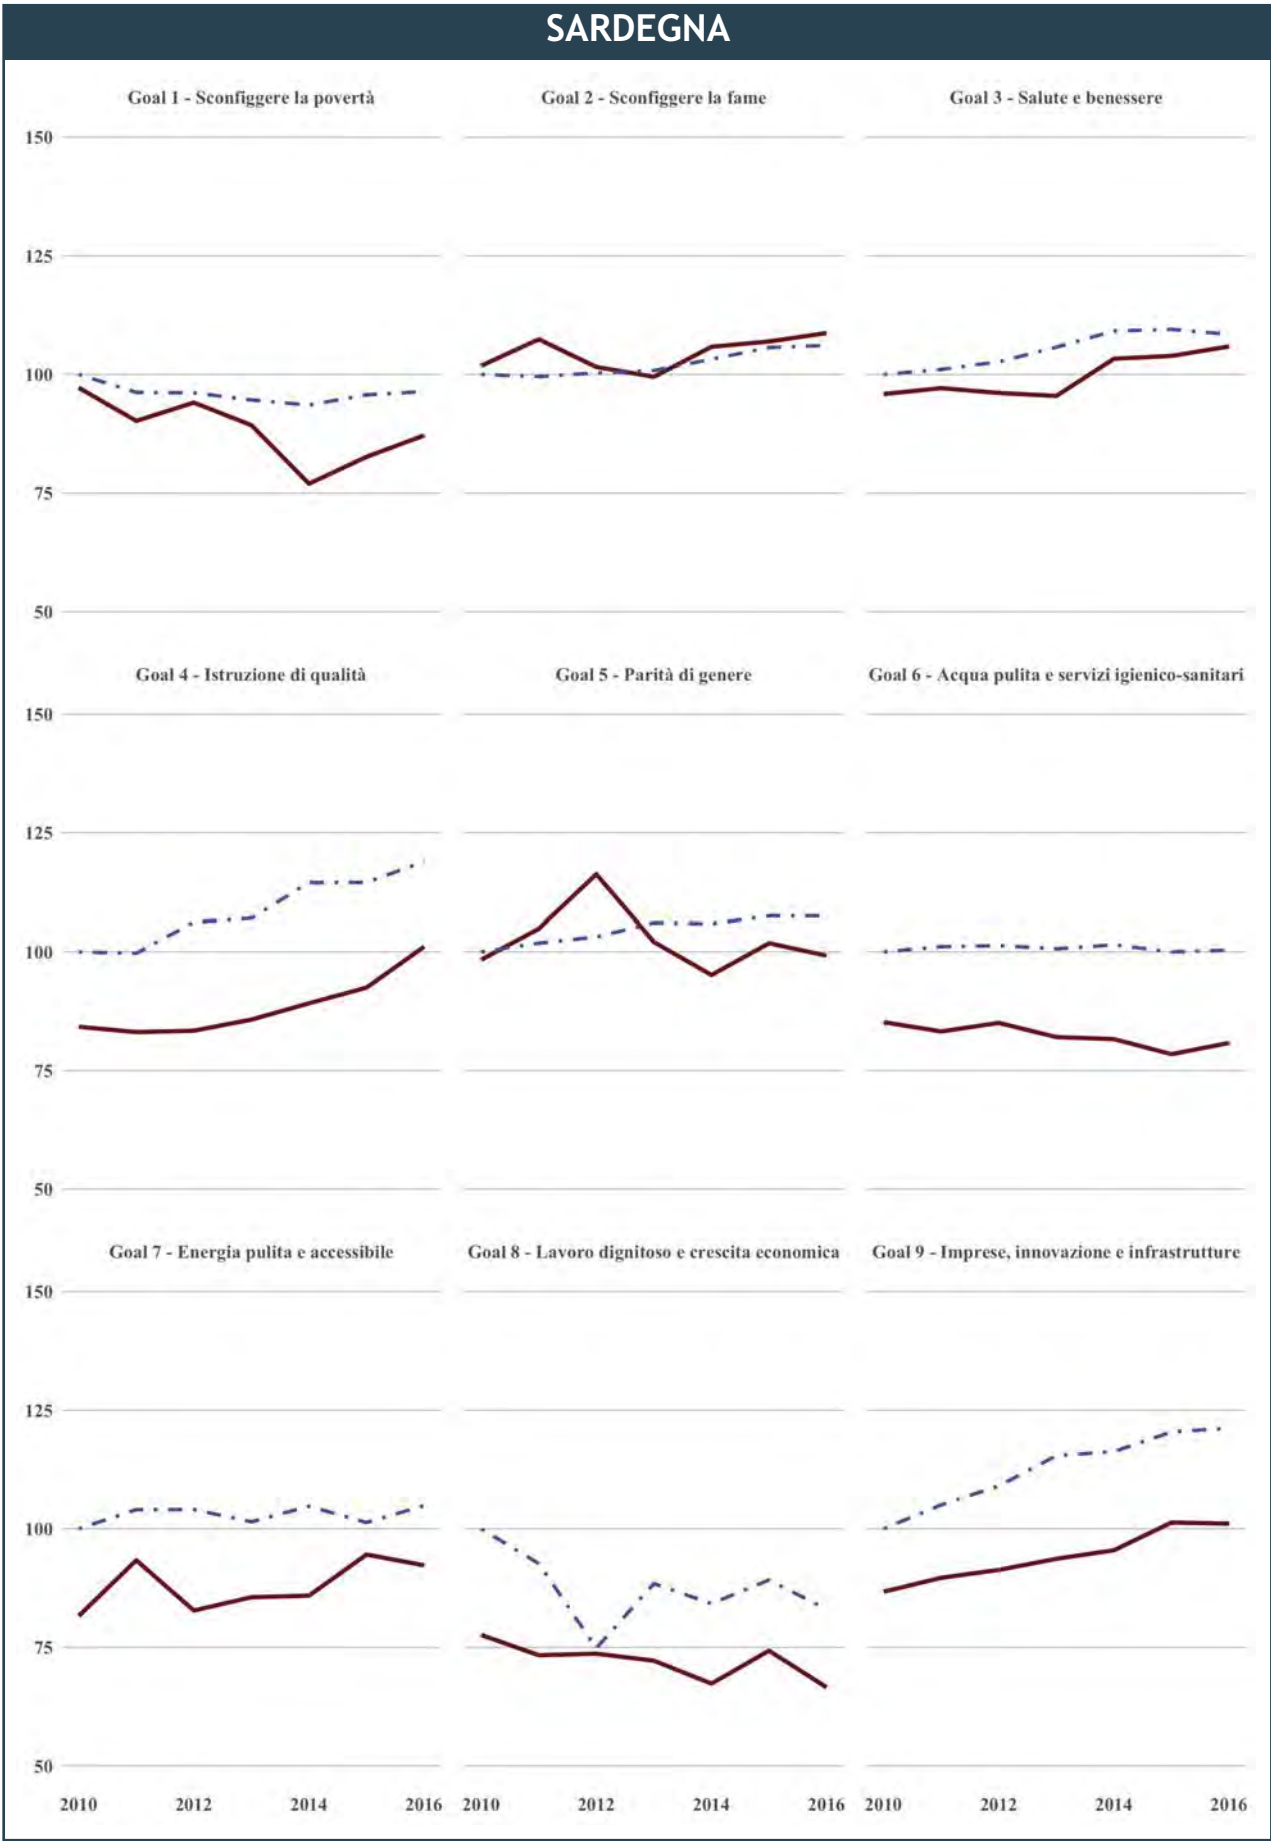 SARDEGNA
Goal 1 - Sconfiggere la povertà
Goal 2 - Sconfiggere la fame
Goal 3 - Salute e benessere
150
125
100
75
50
Goal 4 - Istruzione di qualità
Goal 5 - Parità di genere
Goal 6 - Acqua pulita e servizi igienico-sanitari
150
125
100
75
50
Goal 7 - Energia pulita e accessibile
Goal 8 - Lavoro dignitoso e crescita economica
Goal 9 - Imprese, innovazione e infrastrutture
150
125
100
75
50
2010 2012 2014 2016
2010 2012 2014 2016
2010 2012 2014 2016